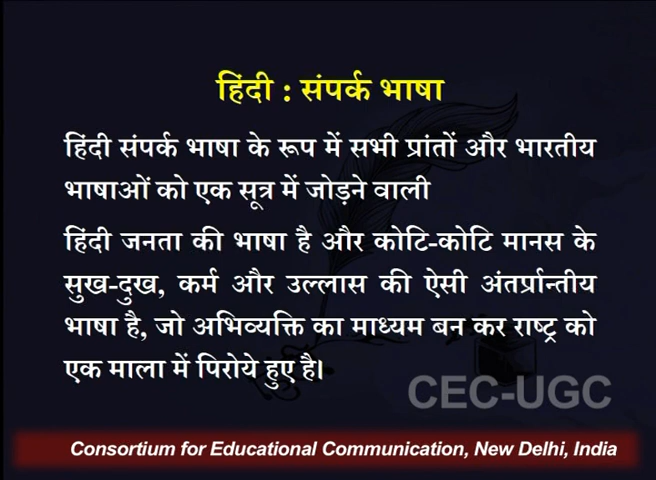 हिंदी : संपर्क भाषा
हिंदी संपर्क भाषा के रूप में सभी प्रांतों और भारतीय
भाषाओं को एक सूत्र में जोड़ने वाली
हिंदी जनता की भाषा है और कोटि-कोटि मानस के
सुख-दुख, कर्म और उल्लास की ऐसी अंतर्प्रान्तीय
भाषा है, जो अभिव्यक्ति का माध्यम बन कर राष्ट्र को
एक माला में पिरोये हुए है।
CEC-UGC
Consortium for Educational Communication, New Delhi, India